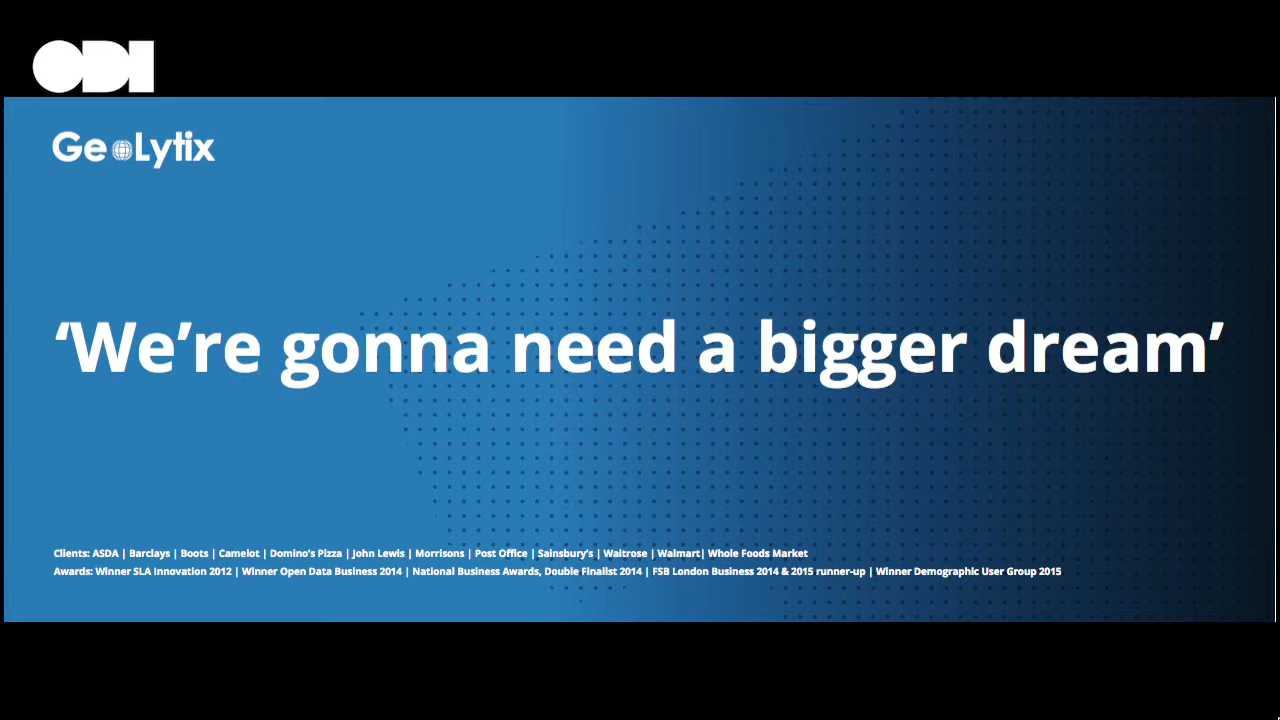 ODI
GeoLytix
‘We’re gonna need a bigger dream’
Clients: ASDA | Barclays | Boots | Camelot | Domino’s Pizza | John Lewis | Morrisons | Post Office | Sainsbury’s | Waitrose | Walmart| Whole Foods Market
Awards: Winner SLA Innovation 2012 | Winner Open Data Business 2014 | National Business Awards, Double Finalist 2014 | FSB London Business 2014 & 2015 runner-up | Winner Demographic User Group 2015